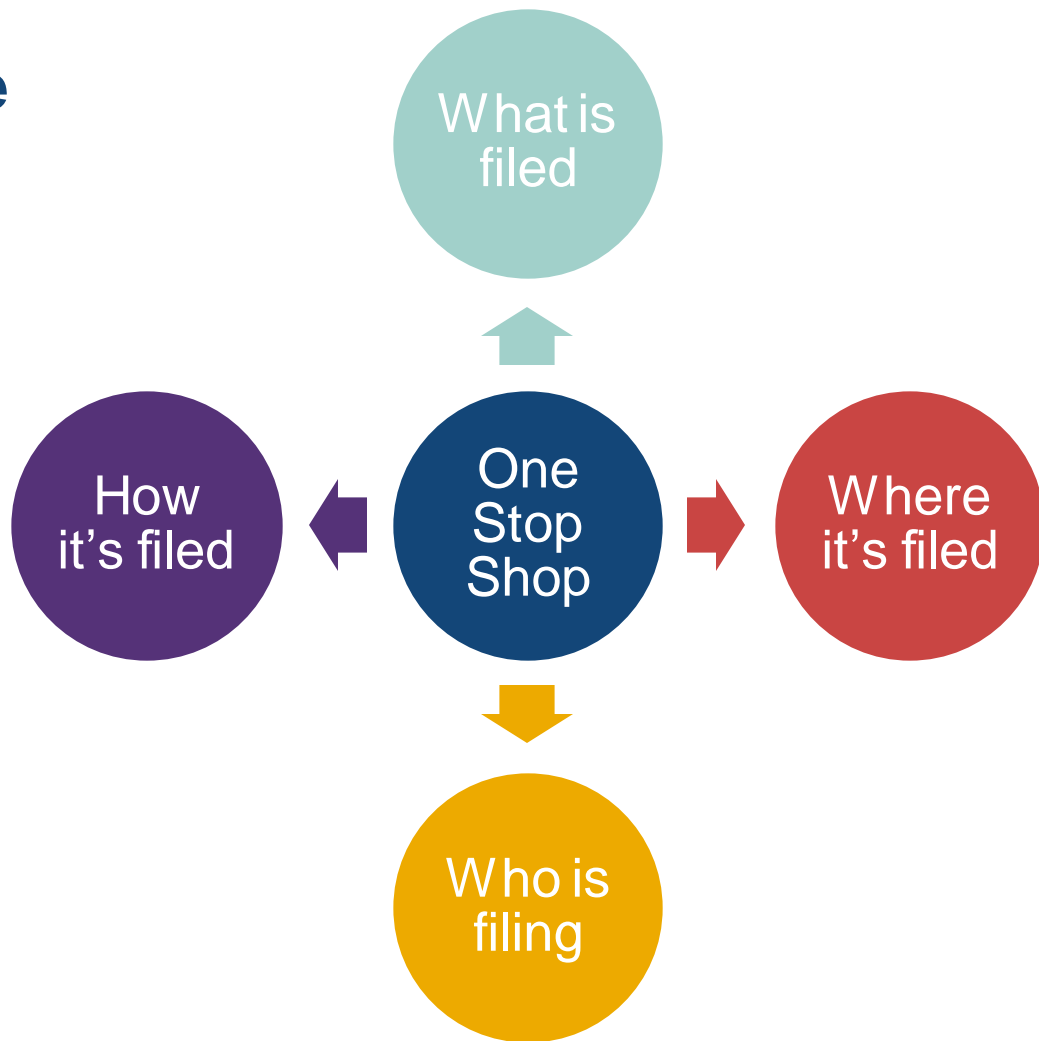 e
What is
filed
How
it's filed
One
Stop
Shop
Where
it's filed
Who is
filing